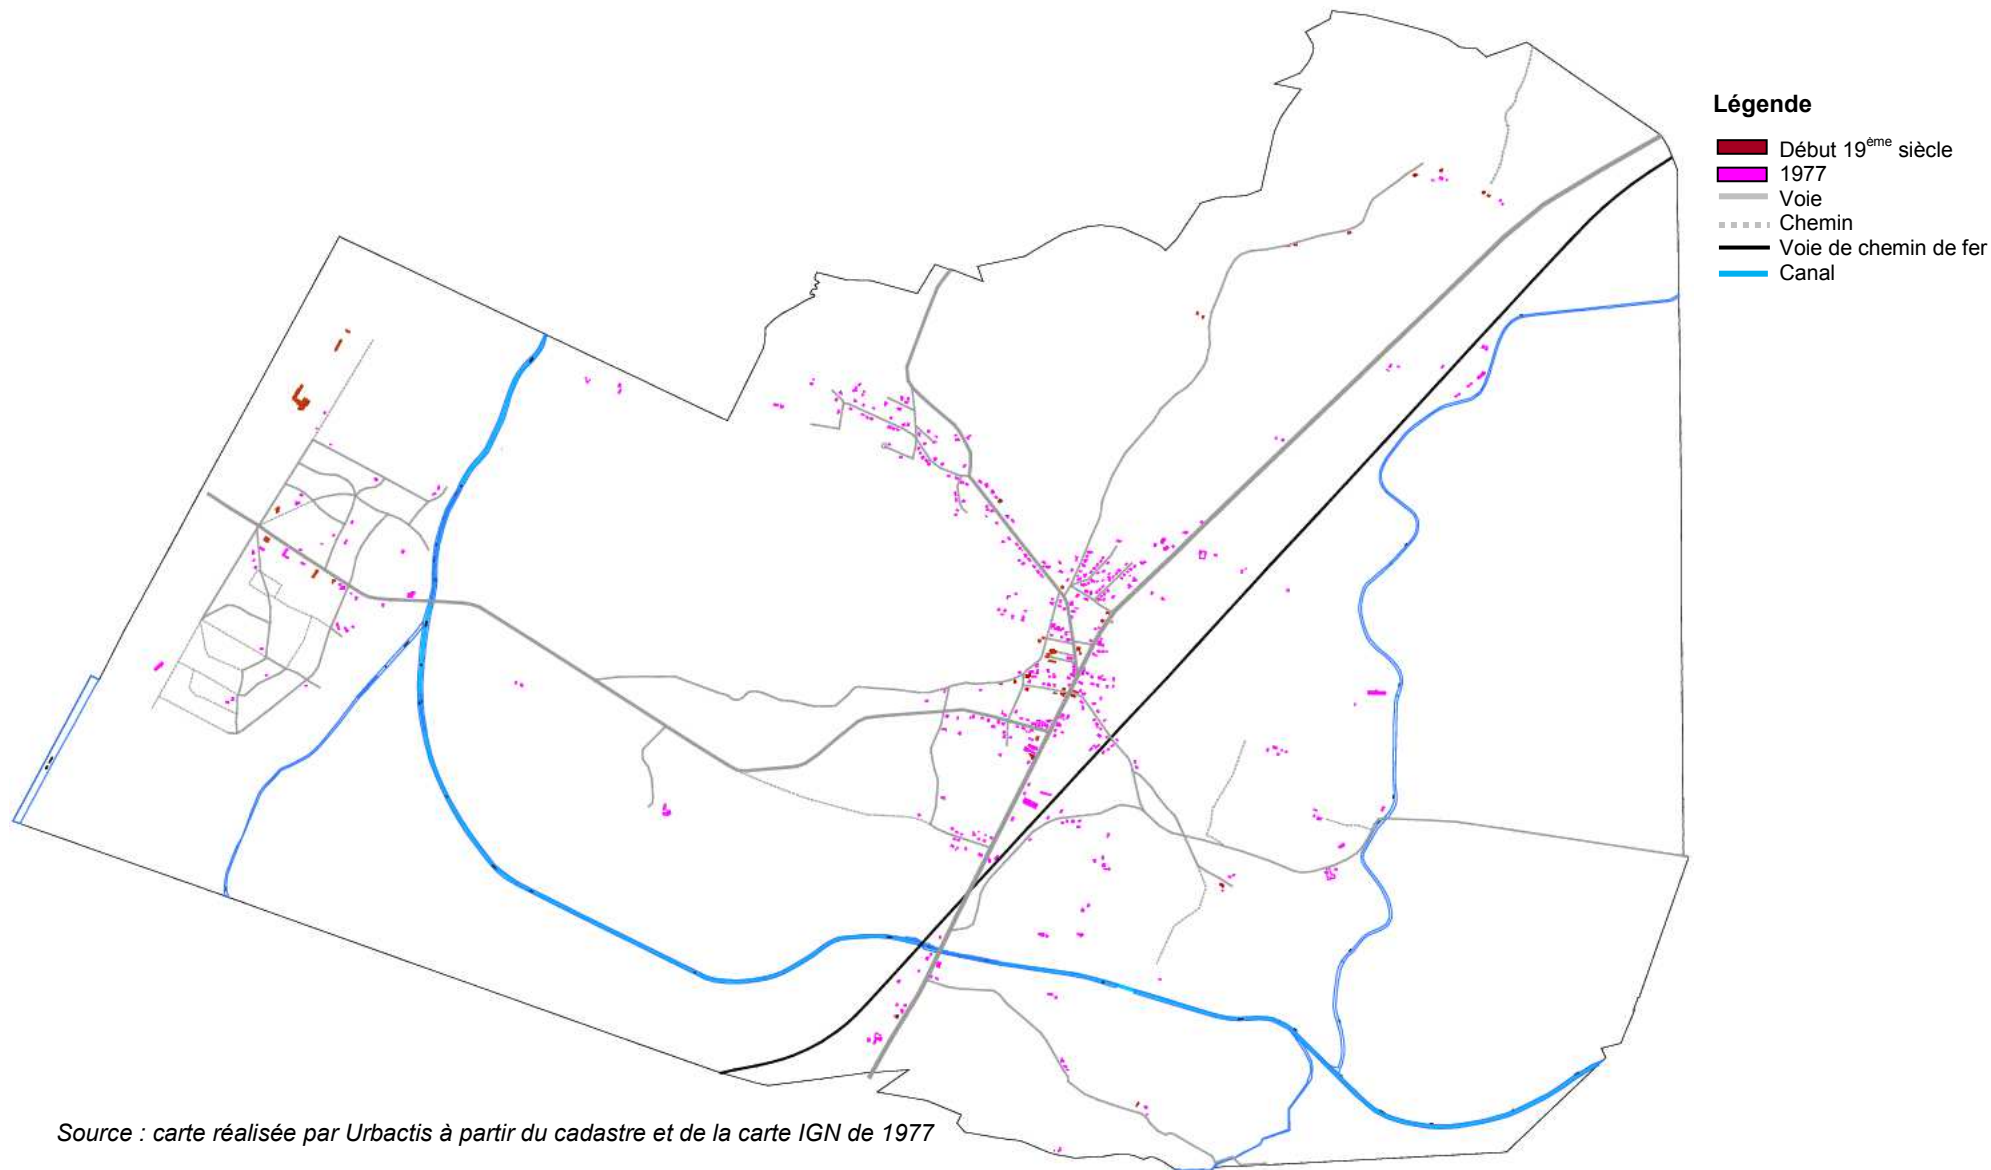 Légende
Début 19ème siècle
1977
Voie
Chemin
Voie de chemin de fer
Canal
Source : carte réalisée par Urbactis à partir du cadastre et de la carte IGN de 1977